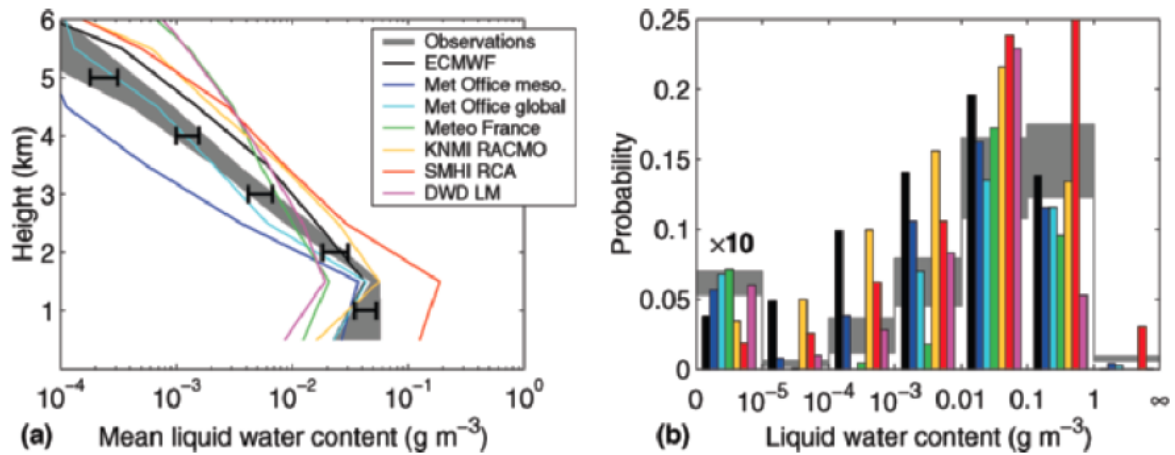 6
5
4
3
2
1
Height (km)
10⁻⁴
10⁻³
10⁻²
10⁻¹
10⁰
(a) Mean liquid water content (g m⁻³)
Observations
ECMWF
Met Office meso.
Met Office global
Meteo France
KNMI RACMO
SMHI RCA
DWD LM
0.25
0.2
0.15
0.1
0.05
0
Probability
×10
0
10⁻⁵
10⁻⁴
10⁻³
0.01
0.1
1
∞
(b) Liquid water content (g m⁻³)